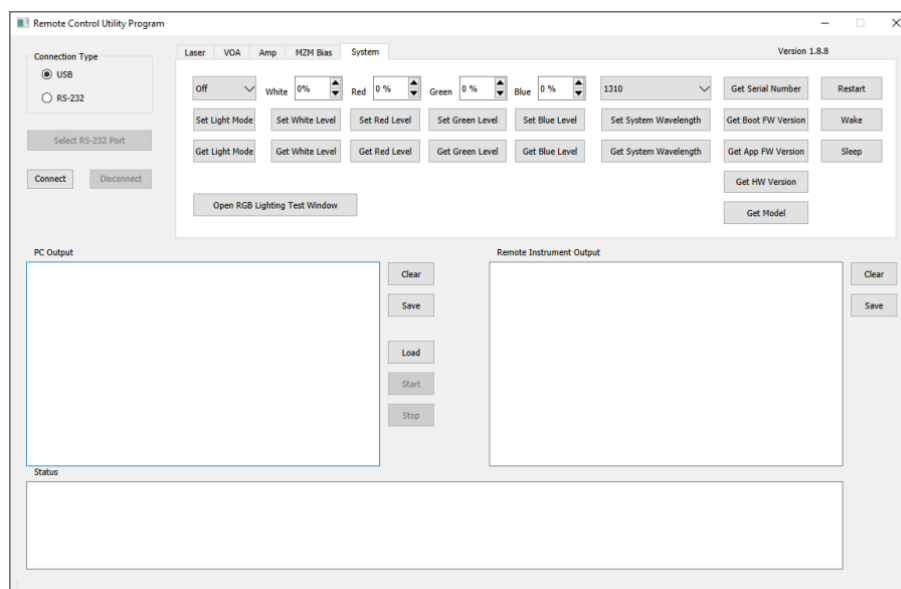 Remote Control Utility Program
Connection Type
USB
RS-232
Select RS-232 Port
Connect Disconnect
Laser VOA Amp MZM Bias System Version 1.8.8
Off White 0% Red 0 % Green 0 % Blue 0 % 1310 Get Serial Number Restart
Set Light Mode Set White Level Set Red Level Set Green Level Set Blue Level Set System Wavelength Get Boot FW Version Wake
Get Light Mode Get White Level Get Red Level Get Green Level Get Blue Level Get System Wavelength Get App FW Version Sleep
Get HW Version
Open RGB Lighting Test Window
Get Model
PC Output
Clear
Save
Load
Start
Stop
Remote Instrument Output
Clear
Save
Status